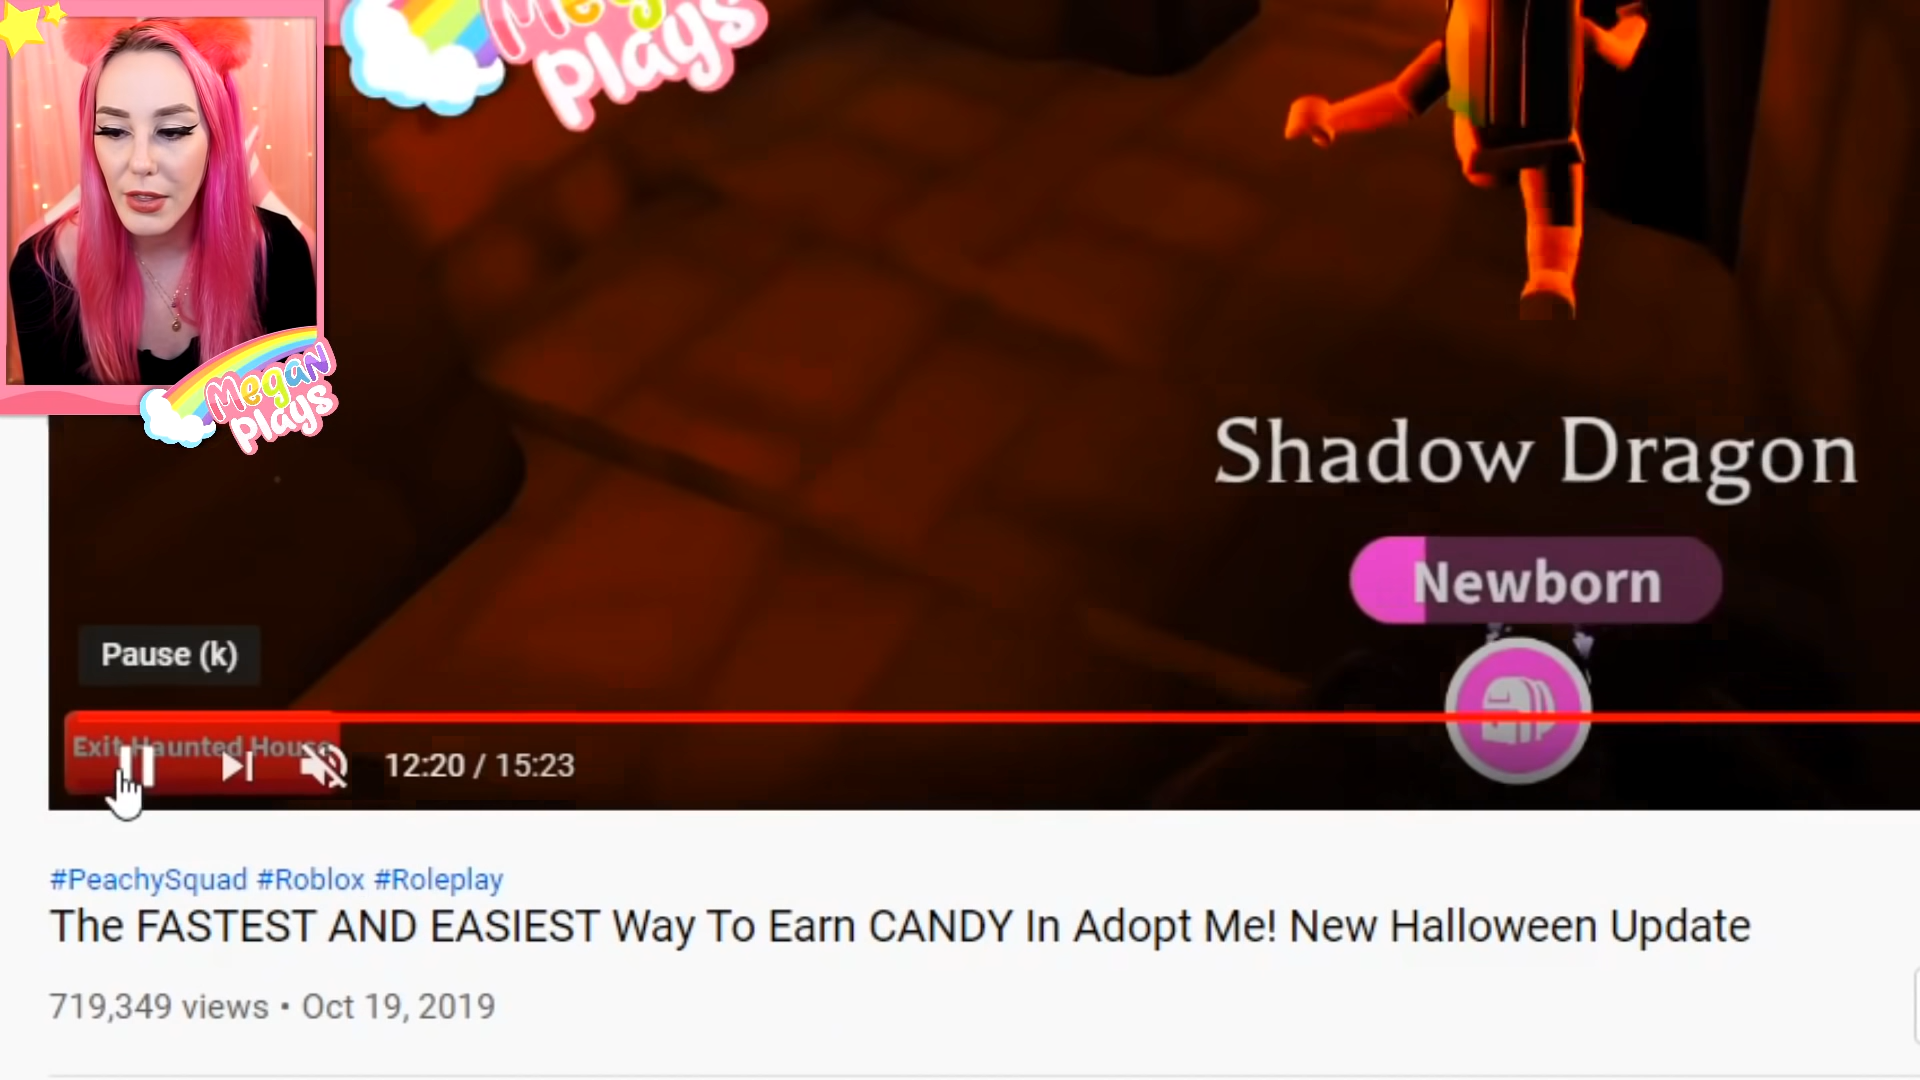 Megan
Plays
Megan
Plays
Shadow Dragon
Newborn
Pause (k)
Exit Haunted House
12:20 / 15:23
#PeachySquad #Roblox #Roleplay
The FASTEST AND EASIEST Way To Earn CANDY In Adopt Me! New Halloween Update
719,349 views • Oct 19, 2019